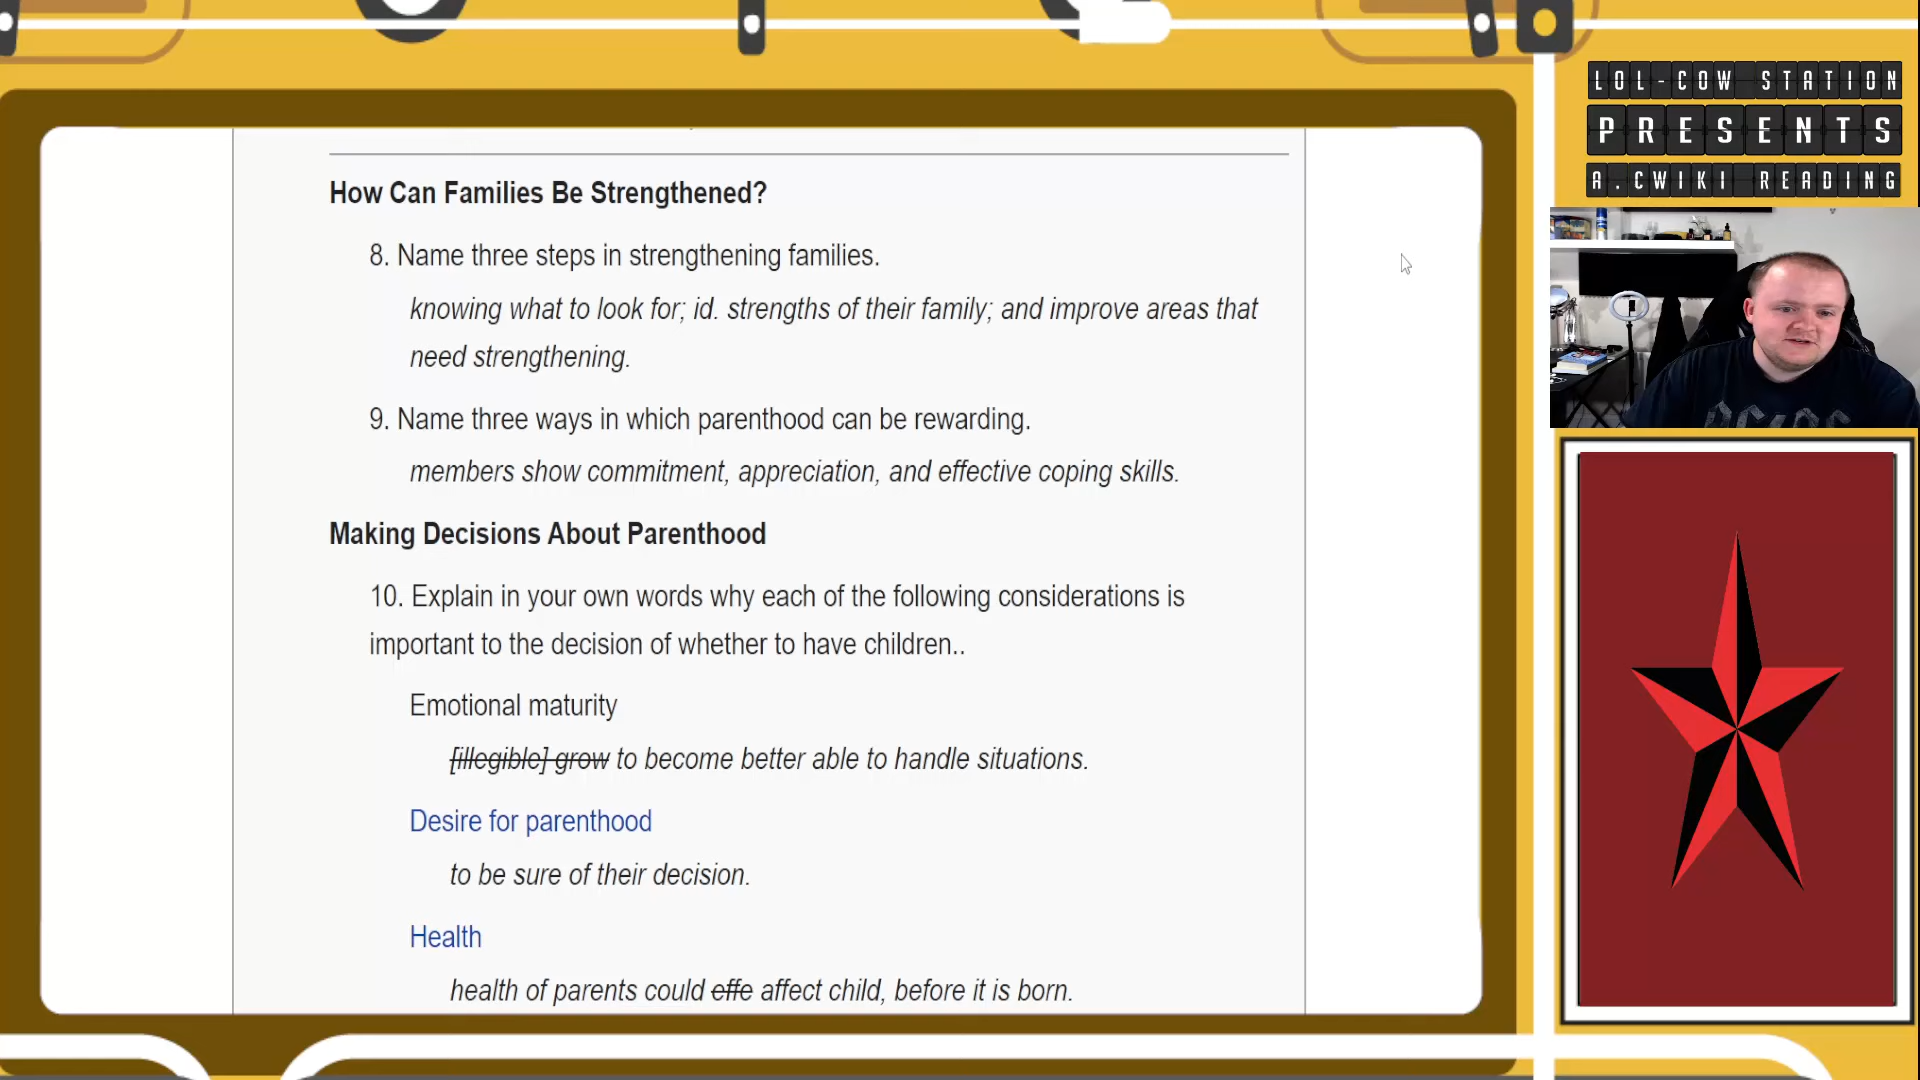 LOL-COW STATION
PRESENTS
A.CWIKI READING
How Can Families Be Strengthened?
8. Name three steps in strengthening families.
knowing what to look for; id. strengths of their family; and improve areas that
need strengthening.
9. Name three ways in which parenthood can be rewarding.
members show commitment, appreciation, and effective coping skills.
Making Decisions About Parenthood
10. Explain in your own words why each of the following considerations is
important to the decision of whether to have children..
Emotional maturity
[illegible] grow to become better able to handle situations.
Desire for parenthood
to be sure of their decision.
Health
health of parents could effe affect child, before it is born.